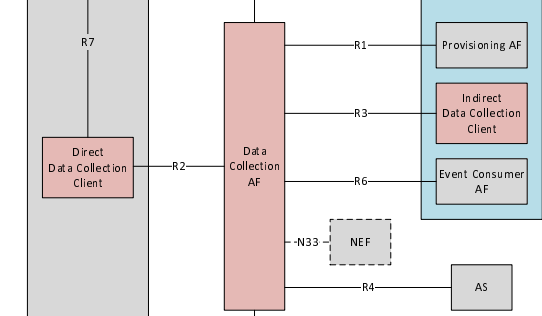 R7
R1
Provisioning AF
Indirect
Data Collection
Client
R3
Direct
Data Collection
Client
R2
Data
Collection
AF
R6
Event Consumer
AF
N33
NEF
R4
AS